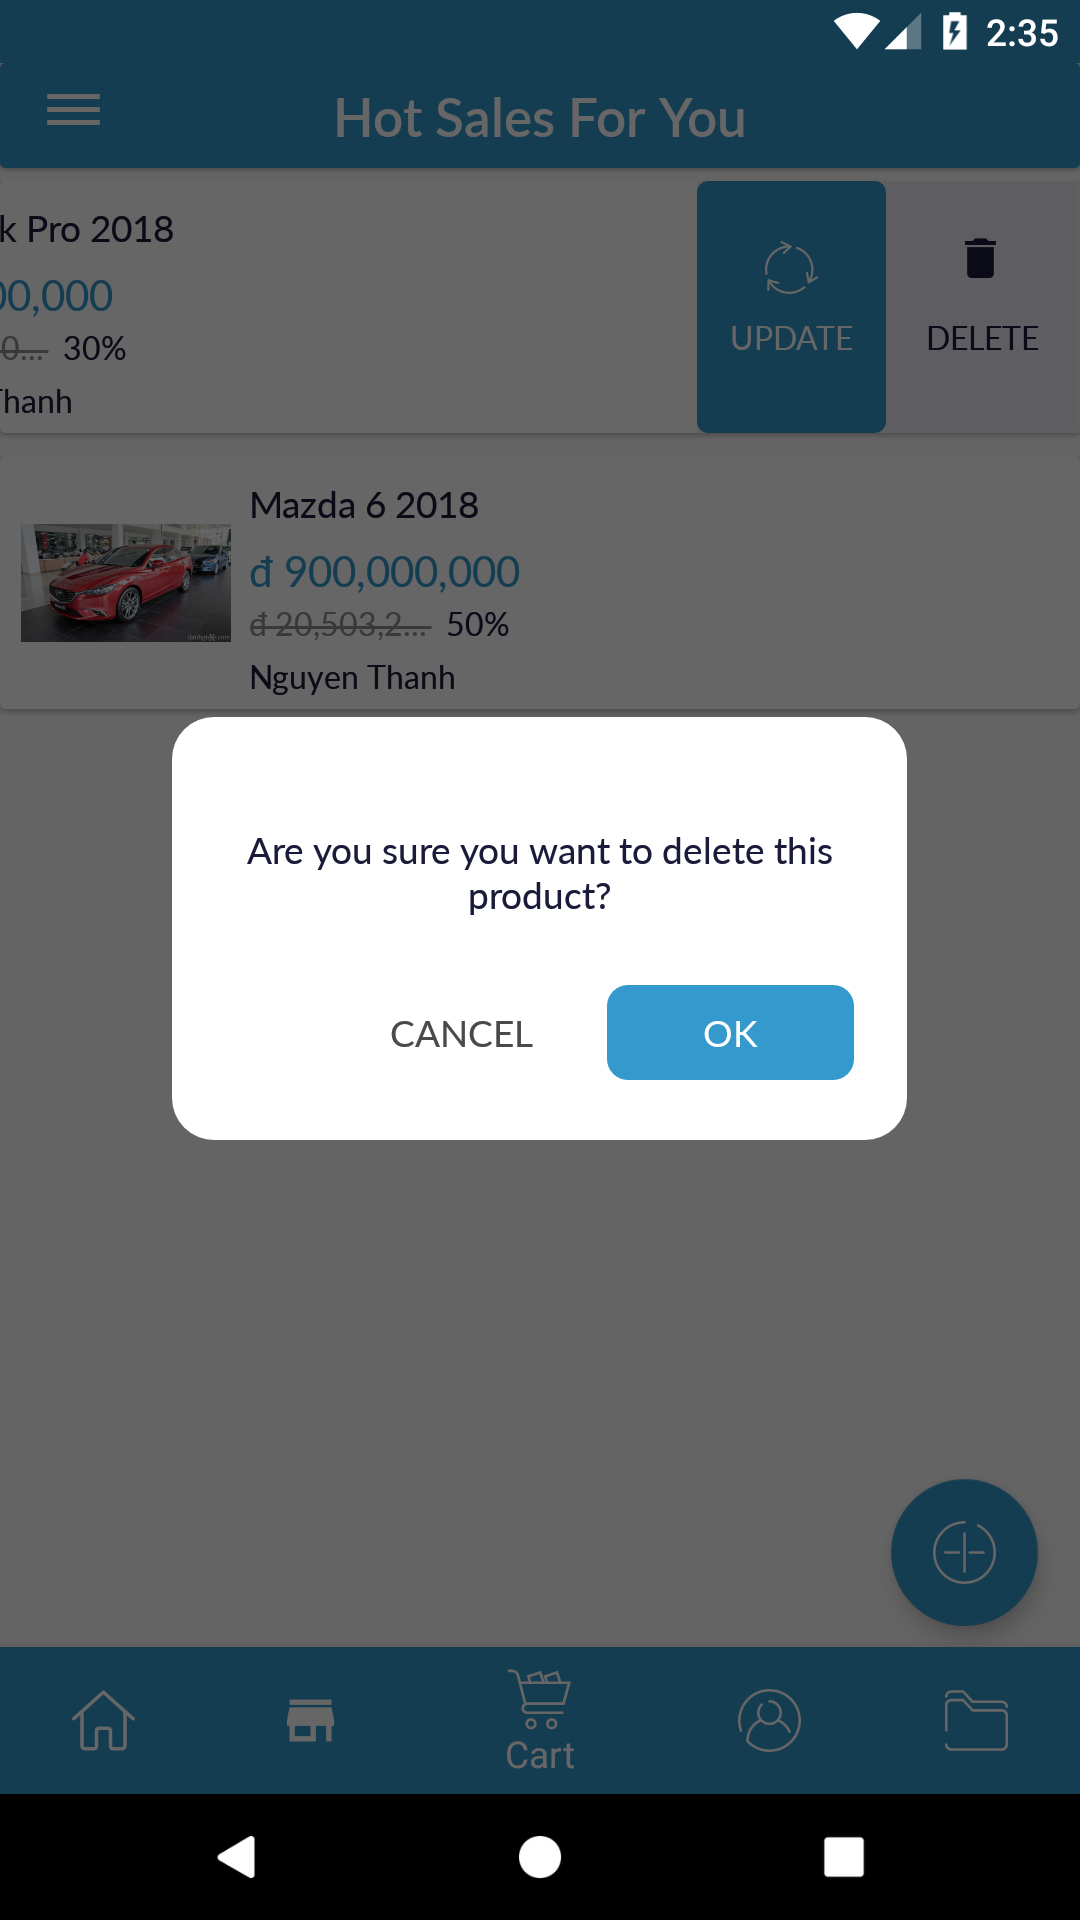 2:35
Hot Sales For You
k Pro 2018
00,000
0... 30%
Thanh
UPDATE
DELETE
Mazda 6 2018
đ 900,000,000
đ 20,503,2... 50%
Nguyen Thanh
Are you sure you want to delete this
product?
CANCEL
OK
Cart